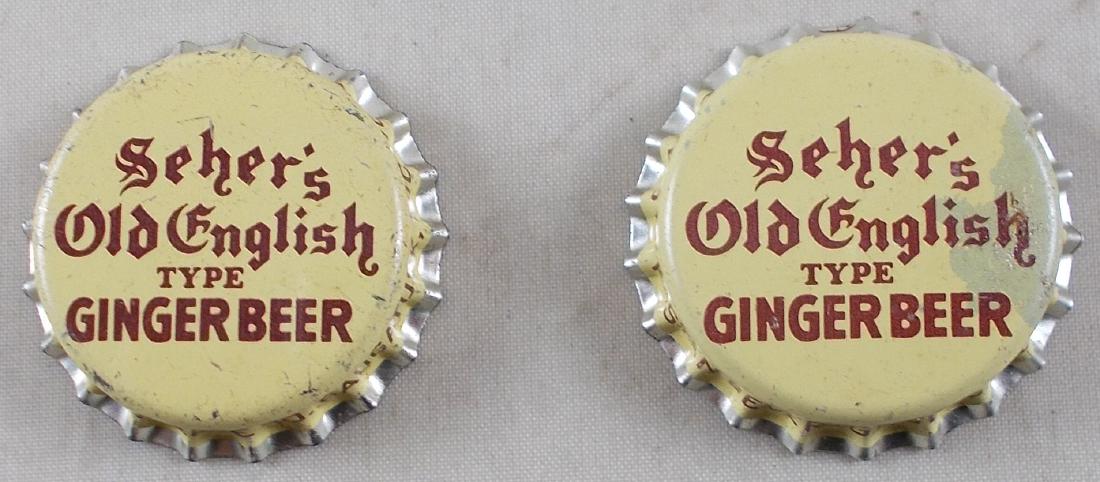 Seher's
Old English
TYPE
GINGER BEER
Seher's
Old English
TYPE
GINGER BEER